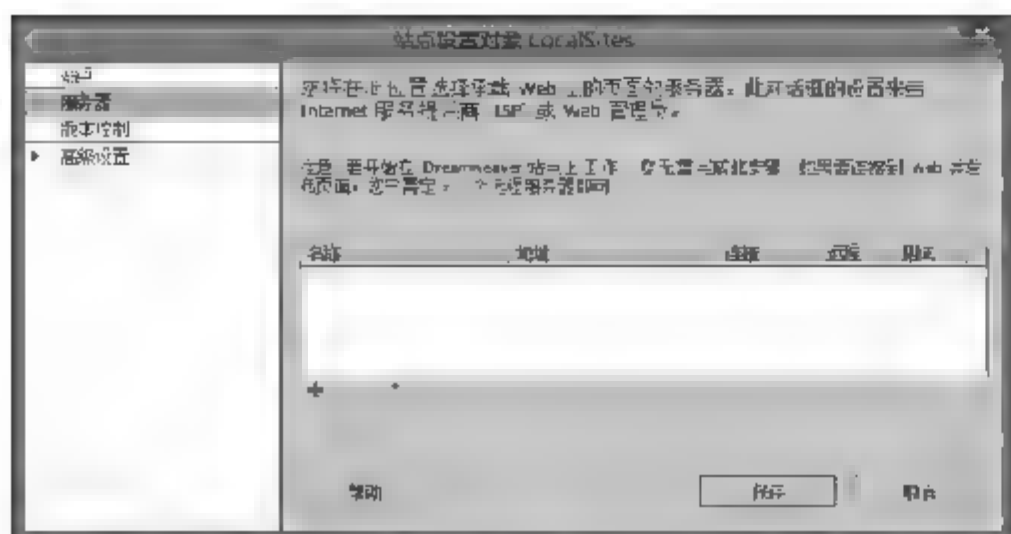 站点设置对象 LocalSites
站点
服务器
版本控制
高级设置
您将在此位置选择承载 Web 上的页面的服务器。此对话框的设置来自
Internet 服务提供商 (ISP) 或 Web 管理员。
注意: 要开始在 Dreamweaver 站点上工作, 您无需完成此步骤。如果要连接到 Web 并发
布页面, 您只需定义一个远程服务器即可
名称 地址 连接 远程 测试
帮助 保存 取消